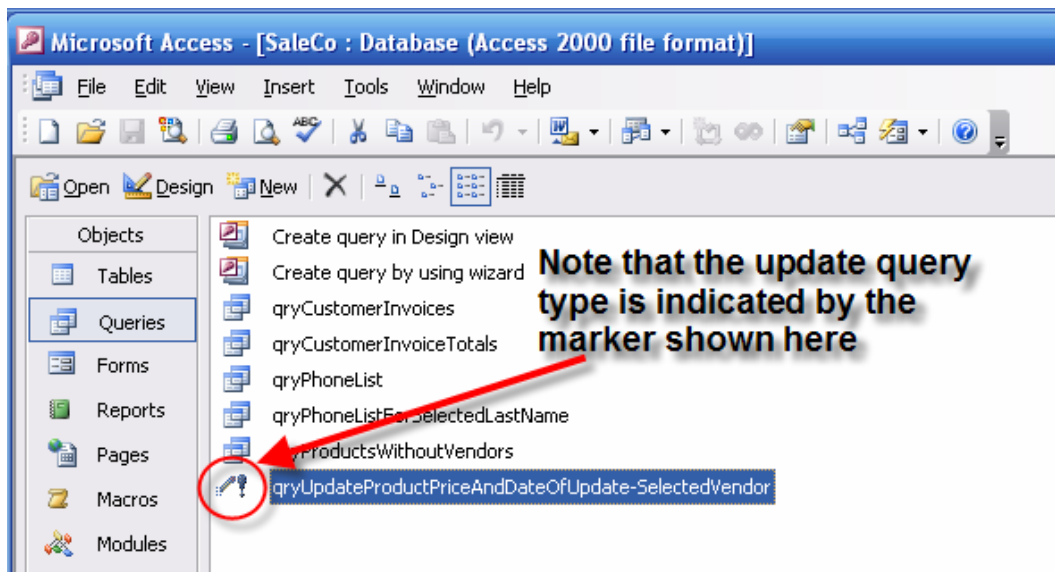 Microsoft Access - [SaleCo : Database (Access 2000 file format)]
File Edit View Insert Tools Window Help
ABC
Open Design New
Objects
Tables
Queries
Forms
Reports
Pages
Macros
Modules
Create query in Design view
Create query by using wizard
qryCustomerInvoices
qryCustomerInvoiceTotals
qryPhoneList
qryPhoneListForSelectedLastName
qryProductsWithoutVendors
qryUpdateProductPriceAndDateOfUpdate-SelectedVendor
Note that the update query
type is indicated by the
marker shown here